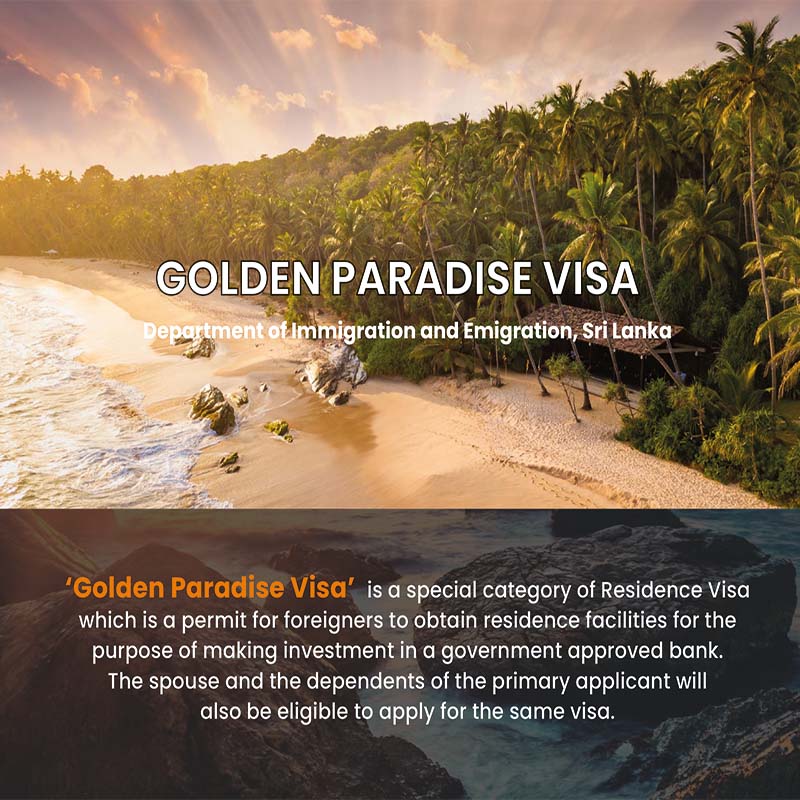 GOLDEN PARADISE VISA
Department of Immigration and Emigration, Sri Lanka
‘Golden Paradise Visa’ is a special category of Residence Visa
which is a permit for foreigners to obtain residence facilities for the
purpose of making investment in a government approved bank.
The spouse and the dependents of the primary applicant will
also be eligible to apply for the same visa.